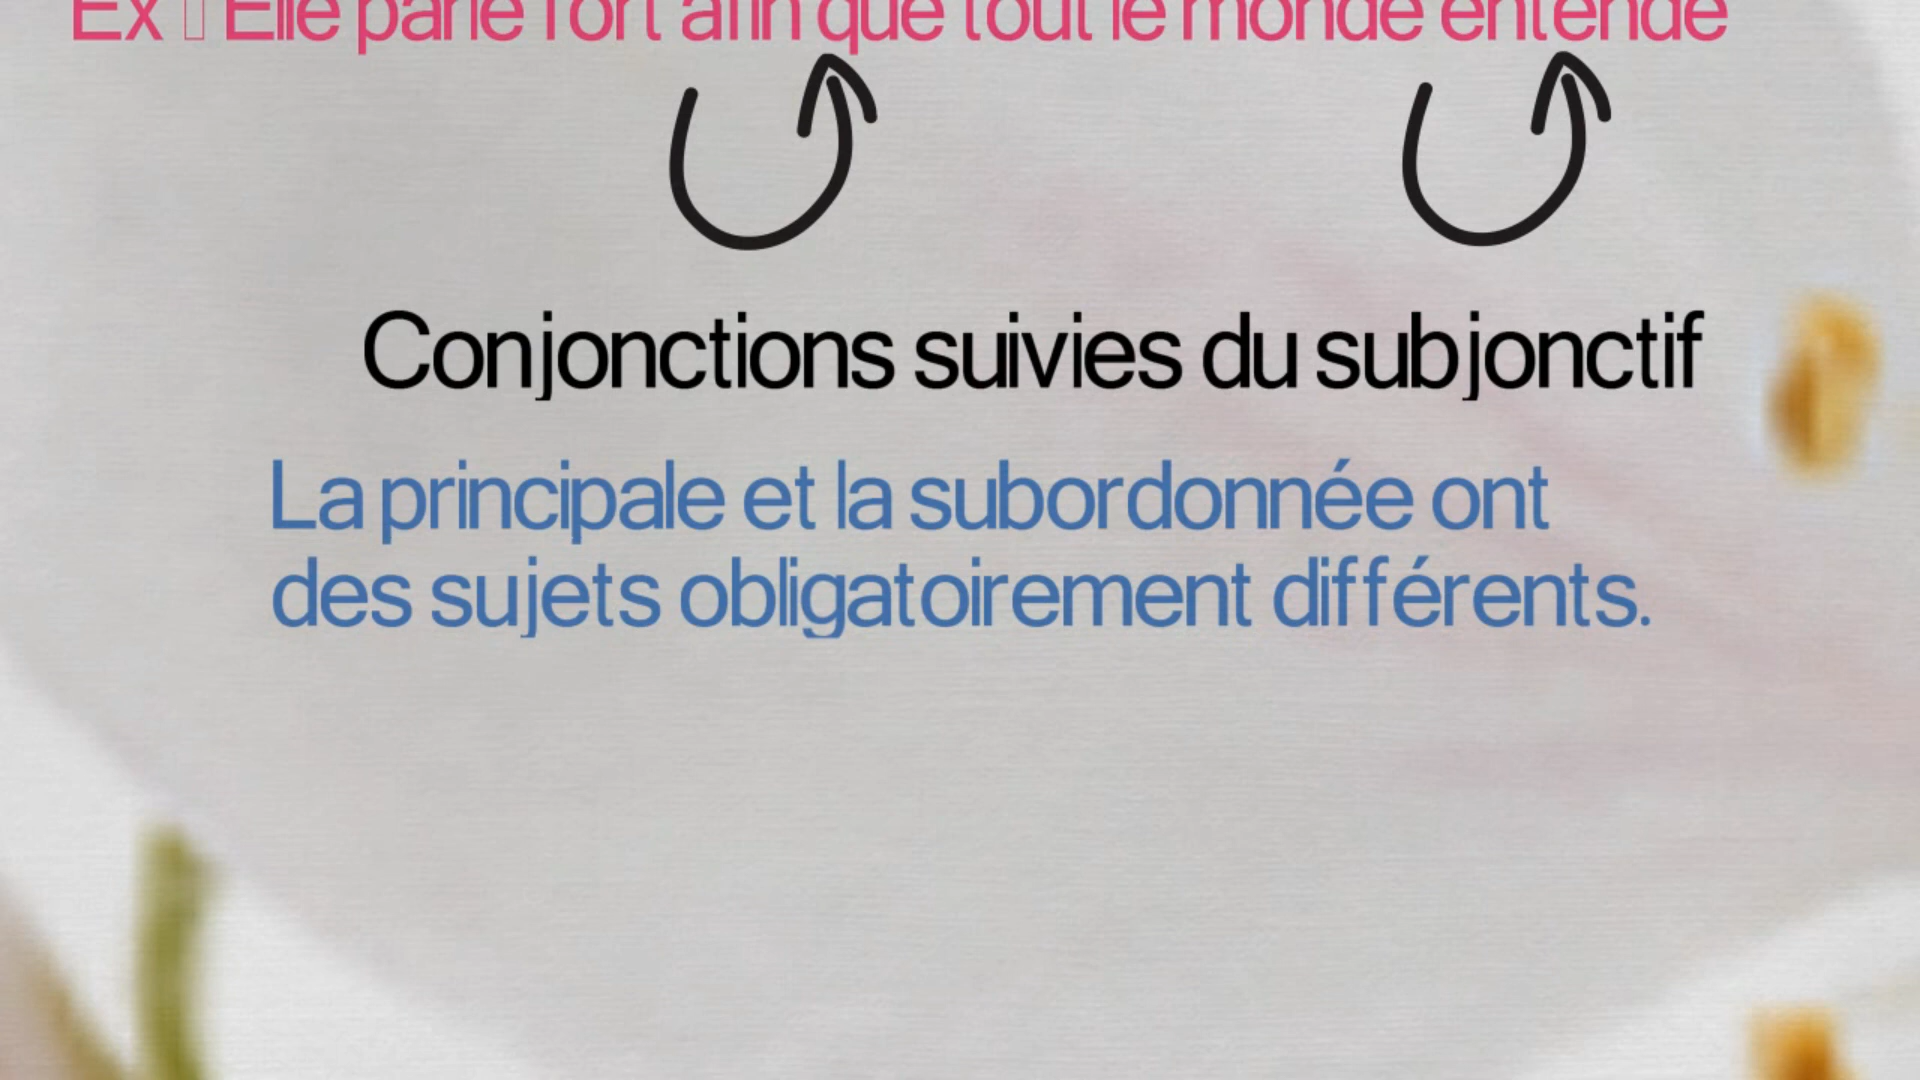 Ex Elle parle fort afin que tout le monde entende
Conjonctions suivies du subjonctif
La principale et la subordonnée ont
des sujets obligatoirement différents.